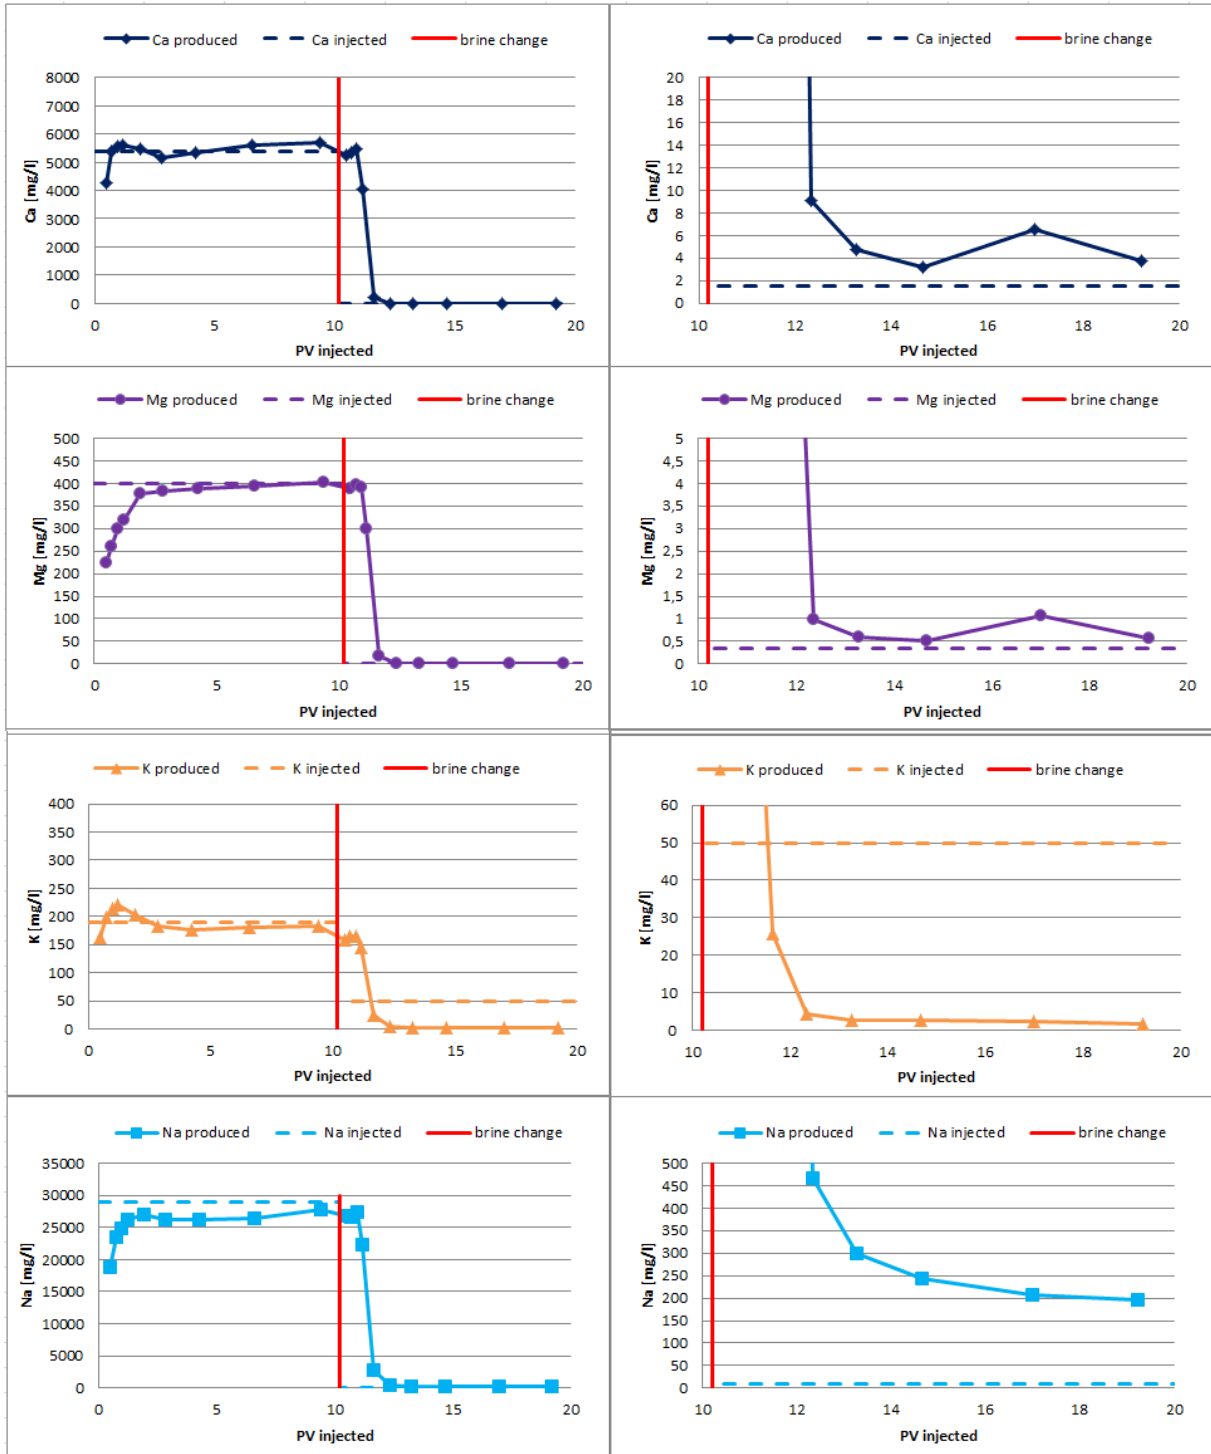 Ca produced Ca injected brine change
8000
7000
6000
5000
4000
3000
2000
1000
0
Ca [mg/l]
0 5 10 15 20
PV injected
Ca produced Ca injected brine change
20
18
16
14
12
10
8
6
4
2
0
Ca [mg/l]
10 12 14 16 18 20
PV injected
Mg produced Mg injected brine change
500
450
400
350
300
250
200
150
100
50
0
Mg [mg/l]
0 5 10 15 20
PV injected
Mg produced Mg injected brine change
5
4,5
4
3,5
3
2,5
2
1,5
1
0,5
0
Mg [mg/l]
10 12 14 16 18 20
PV injected
K produced K injected brine change
400
350
300
250
200
150
100
50
0
K [mg/l]
0 5 10 15 20
PV injected
K produced K injected brine change
60
50
40
30
20
10
0
K [mg/l]
10 12 14 16 18 20
PV injected
Na produced Na injected brine change
35000
30000
25000
20000
15000
10000
5000
0
Na [mg/l]
0 5 10 15 20
PV injected
Na produced Na injected brine change
500
450
400
350
300
250
200
150
100
50
0
Na [mg/l]
10 12 14 16 18 20
PV injected